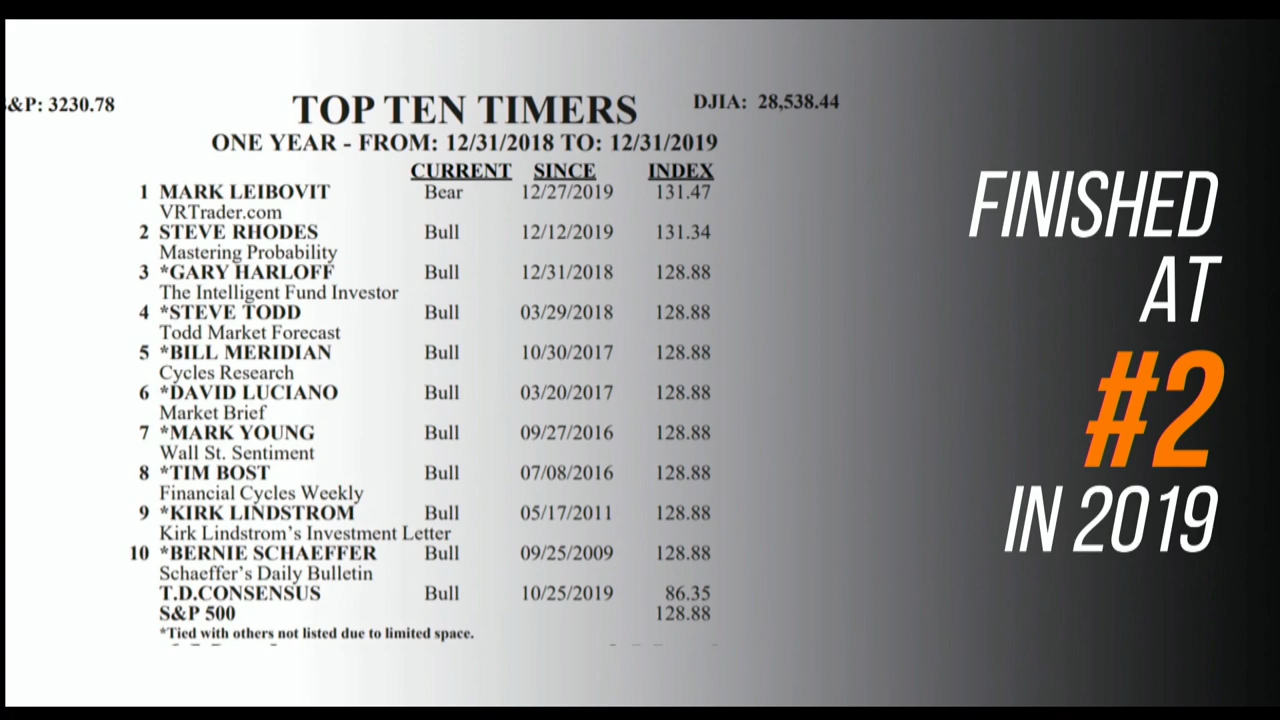 &P: 3230.78
TOP TEN TIMERS
DJIA: 28,538.44
ONE YEAR - FROM: 12/31/2018 TO: 12/31/2019
CURRENT SINCE INDEX
1 MARK LEIBOVIT Bear 12/27/2019 131.47
VRTrader.com
2 STEVE RHODES Bull 12/12/2019 131.34
Mastering Probability
3 *GARY HARLOFF Bull 12/31/2018 128.88
The Intelligent Fund Investor
4 *STEVE TODD Bull 03/29/2018 128.88
Todd Market Forecast
5 *BILL MERIDIAN Bull 10/30/2017 128.88
Cycles Research
6 *DAVID LUCIANO Bull 03/20/2017 128.88
Market Brief
7 *MARK YOUNG Bull 09/27/2016 128.88
Wall St. Sentiment
8 *TIM BOST Bull 07/08/2016 128.88
Financial Cycles Weekly
9 *KIRK LINDSTROM Bull 05/17/2011 128.88
Kirk Lindstrom’s Investment Letter
10 *BERNIE SCHAEFFER Bull 09/25/2009 128.88
Schaeffer’s Daily Bulletin
T.D.CONSENSUS Bull 10/25/2019 86.35
S&P 500 128.88
*Tied with others not listed due to limited space.
FINISHED
AT
#2
IN 2019